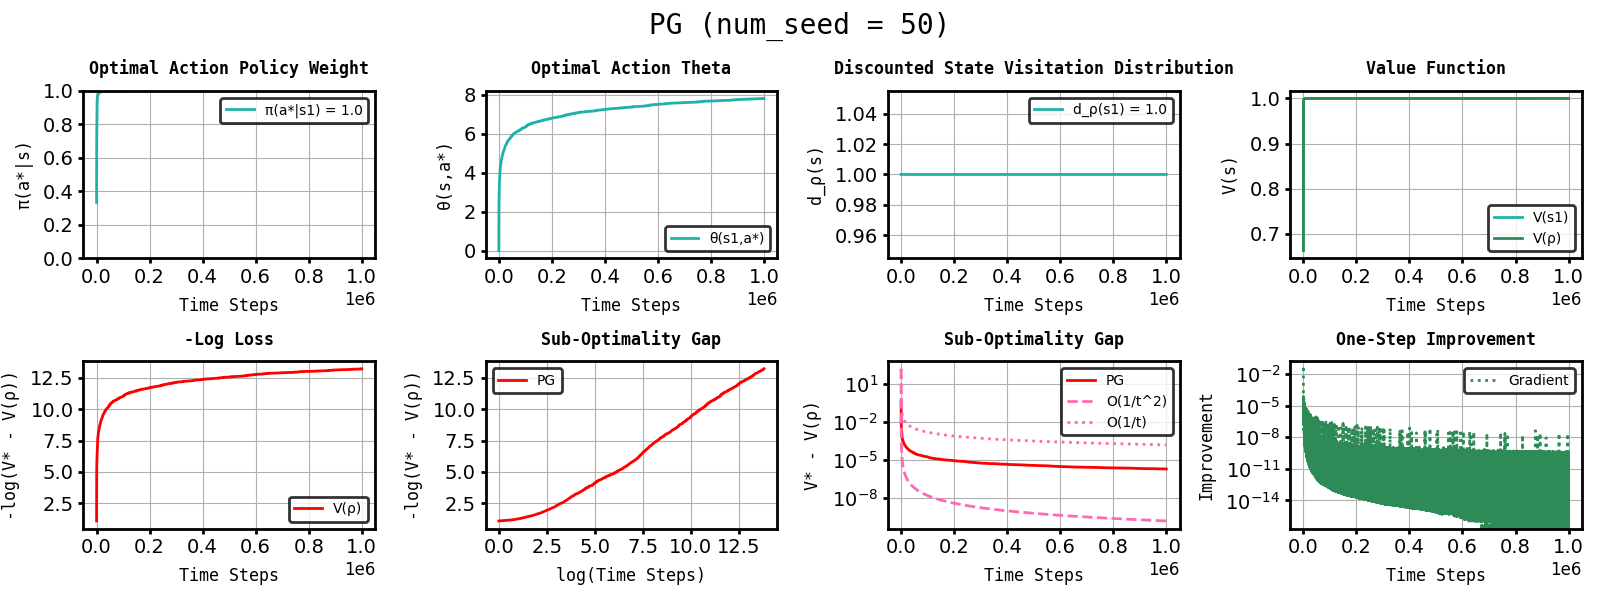 PG (num_seed = 50)
Optimal Action Policy Weight
π(a*|s)
1.0
0.8
0.6
0.4
0.2
0.0
π(a*|s1) = 1.0
0.0 0.2 0.4 0.6 0.8 1.0
1e6
Time Steps
Optimal Action Theta
θ(s,a*)
8
6
4
2
0
θ(s1,a*)
0.0 0.2 0.4 0.6 0.8 1.0
1e6
Time Steps
Discounted State Visitation Distribution
d_ρ(s)
1.04
1.02
1.00
0.98
0.96
d_ρ(s1) = 1.0
0.0 0.2 0.4 0.6 0.8 1.0
1e6
Time Steps
Value Function
V(s)
1.0
0.9
0.8
0.7
V(s1)
V(ρ)
0.0 0.2 0.4 0.6 0.8 1.0
1e6
Time Steps
-Log Loss
-log(V* - V(ρ))
12.5
10.0
7.5
5.0
2.5
V(ρ)
0.0 0.2 0.4 0.6 0.8 1.0
1e6
Time Steps
Sub-Optimality Gap
-log(V* - V(ρ))
12.5
10.0
7.5
5.0
2.5
PG
0.0 2.5 5.0 7.5 10.0 12.5
log(Time Steps)
Sub-Optimality Gap
V* - V(ρ)
10¹
10⁻²
10⁻⁵
10⁻⁸
PG
O(1/t^2)
O(1/t)
0.0 0.2 0.4 0.6 0.8 1.0
1e6
Time Steps
One-Step Improvement
Improvement
10⁻²
10⁻⁵
10⁻⁸
10⁻¹¹
10⁻¹⁴
Gradient
0.0 0.2 0.4 0.6 0.8 1.0
1e6
Time Steps